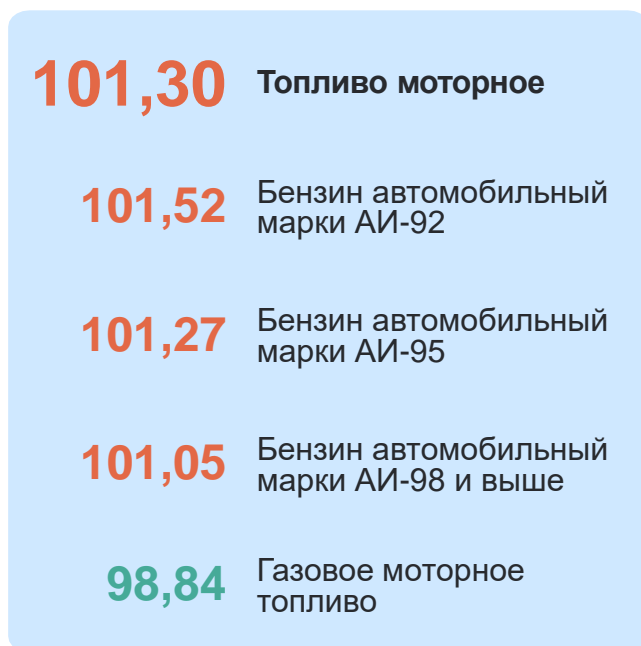 101,30 Топливо моторное
101,52 Бензин автомобильный
марки АИ-92
101,27 Бензин автомобильный
марки АИ-95
101,05 Бензин автомобильный
марки АИ-98 и выше
98,84 Газовое моторное
топливо